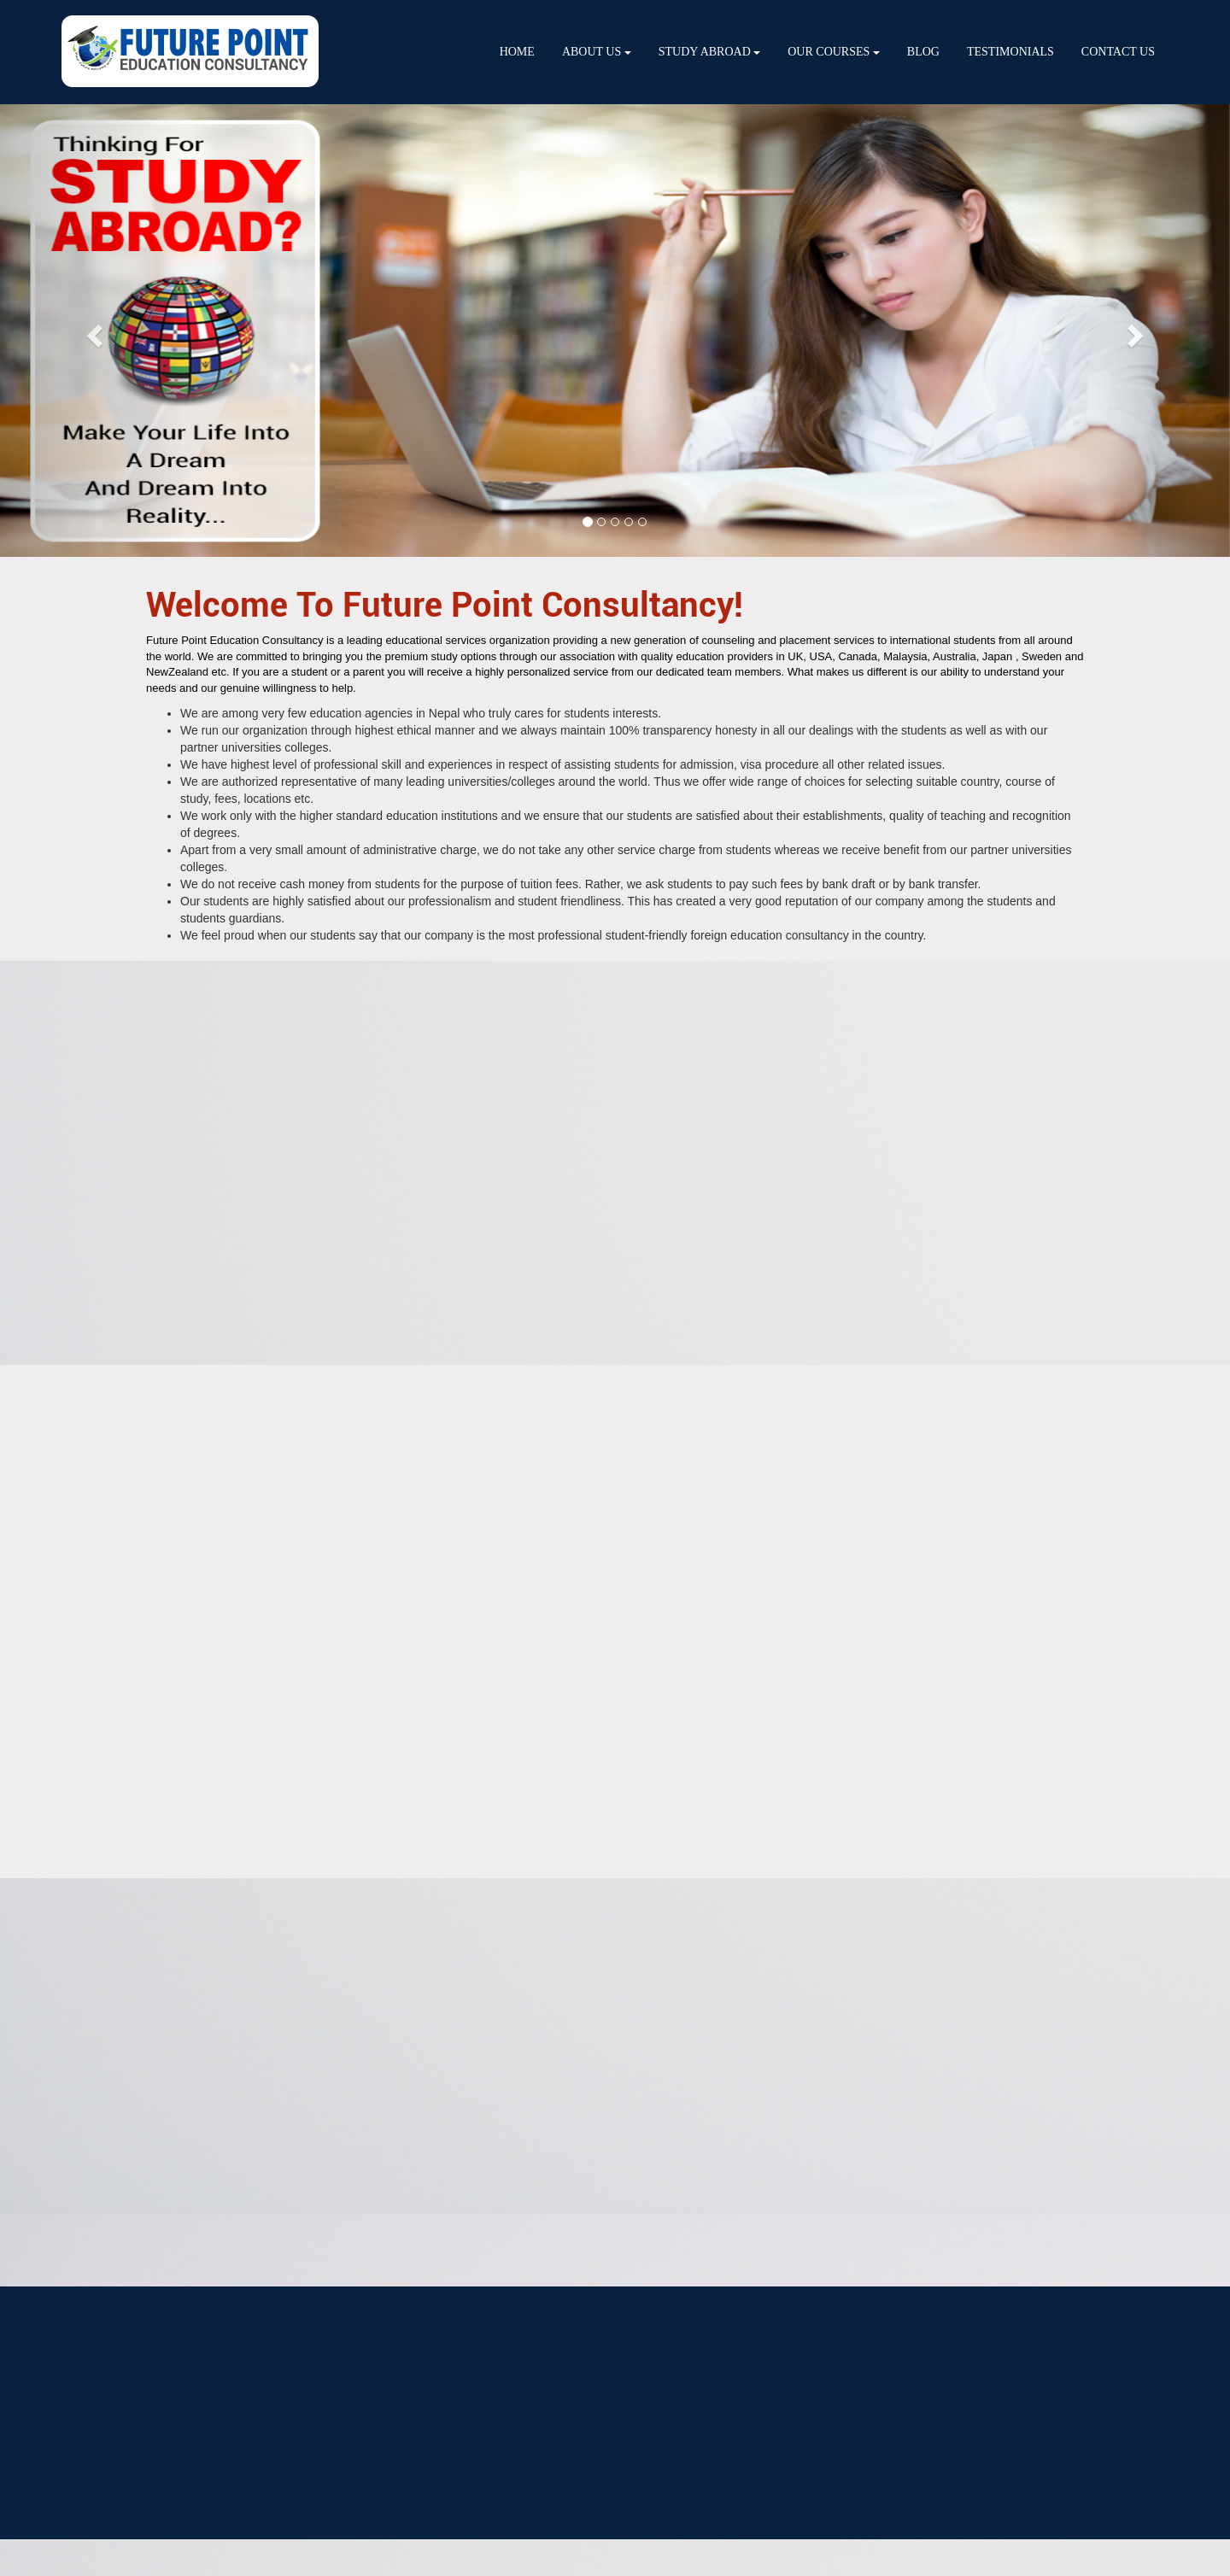 FUTURE POINT
EDUCATION CONSULTANCY
HOME ABOUT US STUDY ABROAD OUR COURSES BLOG TESTIMONIALS CONTACT US
Thinking For
STUDY
ABROAD?
Make Your Life Into
A Dream
And Dream Into
Reality...
Welcome To Future Point Consultancy!
Future Point Education Consultancy is a leading educational services organization providing a new generation of counseling and placement services to international students from all around
the world. We are committed to bringing you the premium study options through our association with quality education providers in UK, USA, Canada, Malaysia, Australia, Japan , Sweden and
NewZealand etc. If you are a student or a parent you will receive a highly personalized service from our dedicated team members. What makes us different is our ability to understand your
needs and our genuine willingness to help.
• We are among very few education agencies in Nepal who truly cares for students interests.
• We run our organization through highest ethical manner and we always maintain 100% transparency honesty in all our dealings with the students as well as with our
partner universities colleges.
• We have highest level of professional skill and experiences in respect of assisting students for admission, visa procedure all other related issues.
• We are authorized representative of many leading universities/colleges around the world. Thus we offer wide range of choices for selecting suitable country, course of
study, fees, locations etc.
• We work only with the higher standard education institutions and we ensure that our students are satisfied about their establishments, quality of teaching and recognition
of degrees.
• Apart from a very small amount of administrative charge, we do not take any other service charge from students whereas we receive benefit from our partner universities
colleges.
• We do not receive cash money from students for the purpose of tuition fees. Rather, we ask students to pay such fees by bank draft or by bank transfer.
• Our students are highly satisfied about our professionalism and student friendliness. This has created a very good reputation of our company among the students and
students guardians.
• We feel proud when our students say that our company is the most professional student-friendly foreign education consultancy in the country.